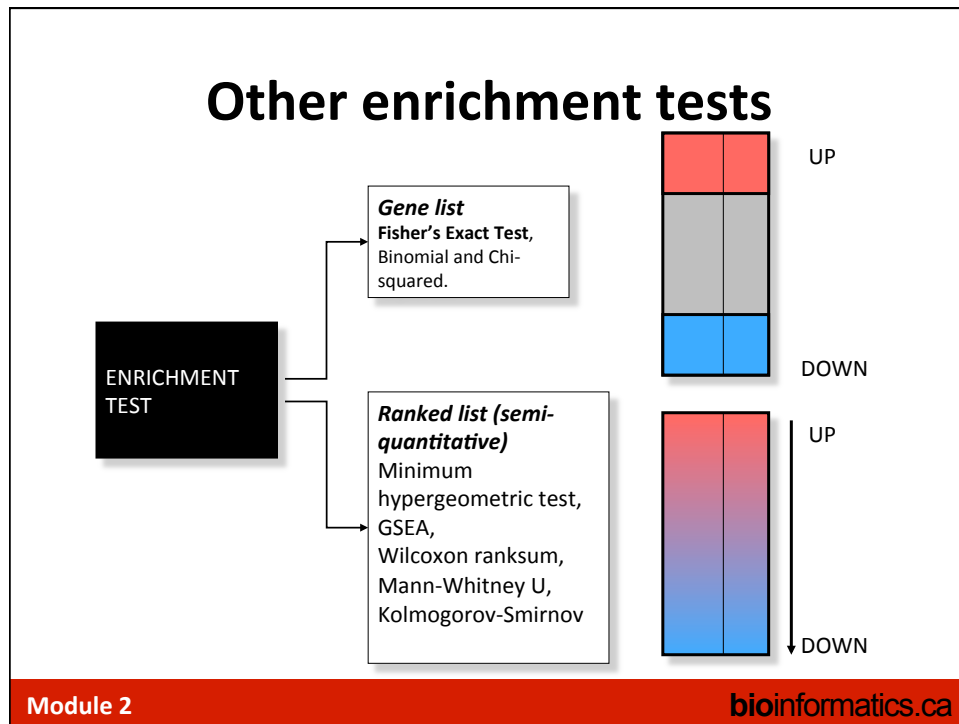 Other enrichment tests
Gene list
Fisher's Exact Test,
Binomial and Chi-
squared.
UP
DOWN
ENRICHMENT
TEST
Ranked list (semi-
quantitative)
Minimum
hypergeometric test,
GSEA,
Wilcoxon ranksum,
Mann-Whitney U,
Kolmogorov-Smirnov
UP
DOWN
Module 2
bioinformatics.ca